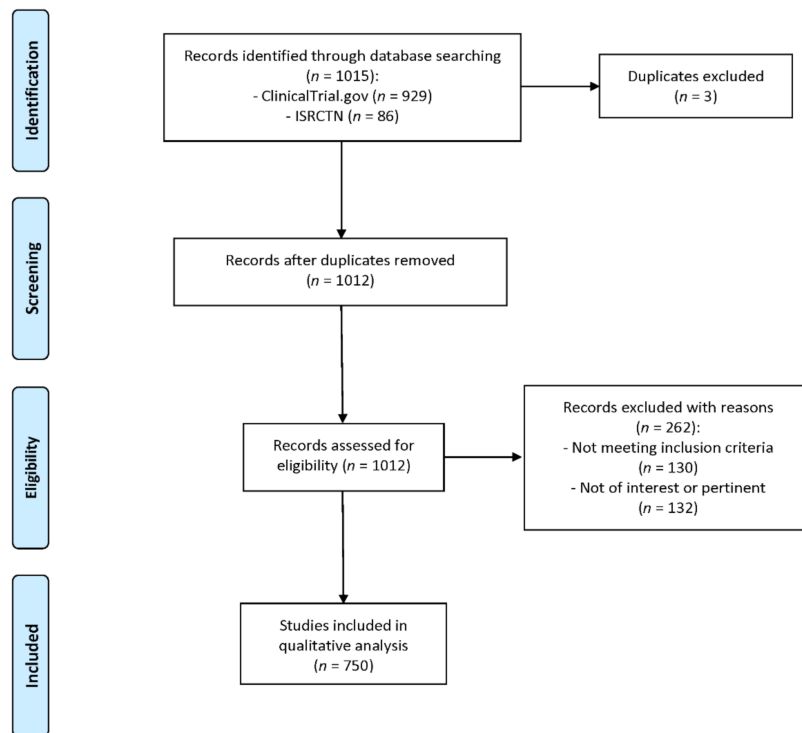 Identification
Records identified through database searching
(n = 1015):
- ClinicalTrial.gov (n = 929)
- ISRCTN (n = 86)
Duplicates excluded
(n = 3)
Screening
Records after duplicates removed
(n = 1012)
Eligibility
Records assessed for
eligibility (n = 1012)
Records excluded with reasons
(n = 262):
- Not meeting inclusion criteria
(n = 130)
- Not of interest or pertinent
(n = 132)
Included
Studies included in
qualitative analysis
(n = 750)